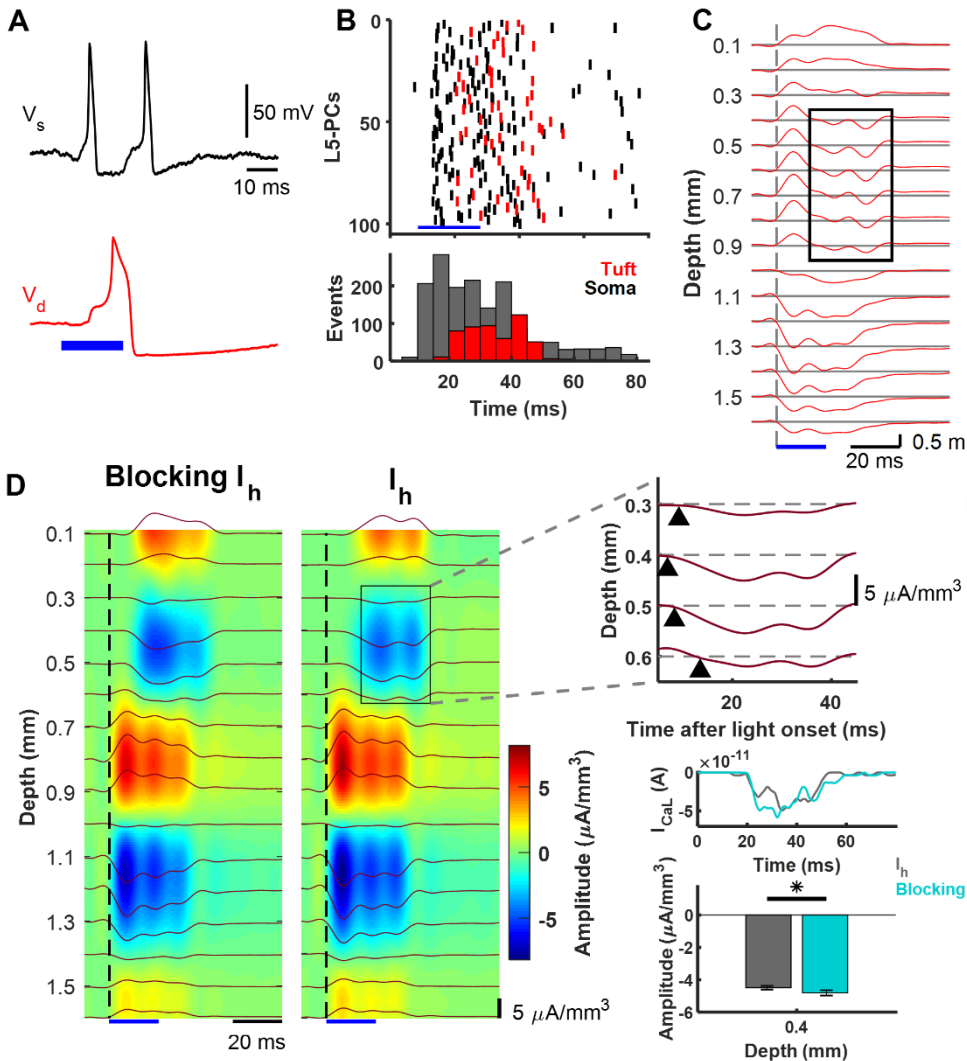 A
V_s
50 mV
10 ms
V_d
B
L5-PCs
0
50
100
Tuft
Soma
Events
200
100
0
20 40 60 80
Time (ms)
C
Depth (mm)
0.1
0.3
0.5
0.7
0.9
1.1
1.3
1.5
20 ms
0.5 m
D
Blocking I_h
I_h
Depth (mm)
0.1
0.3
0.5
0.7
0.9
1.1
1.3
1.5
20 ms
5 μA/mm³
Amplitude (μA/mm³)
5
0
-5
Depth (mm)
0.3
0.4
0.5
0.6
5 μA/mm³
20 40
Time after light onset (ms)
× 10⁻¹¹
I_CaL (A)
0
-5
0 20 40 60
Time (ms)
I_h
Blocking
*
Amplitude (μA/mm³)
0
-2
-4
-6
0.4
Depth (mm)